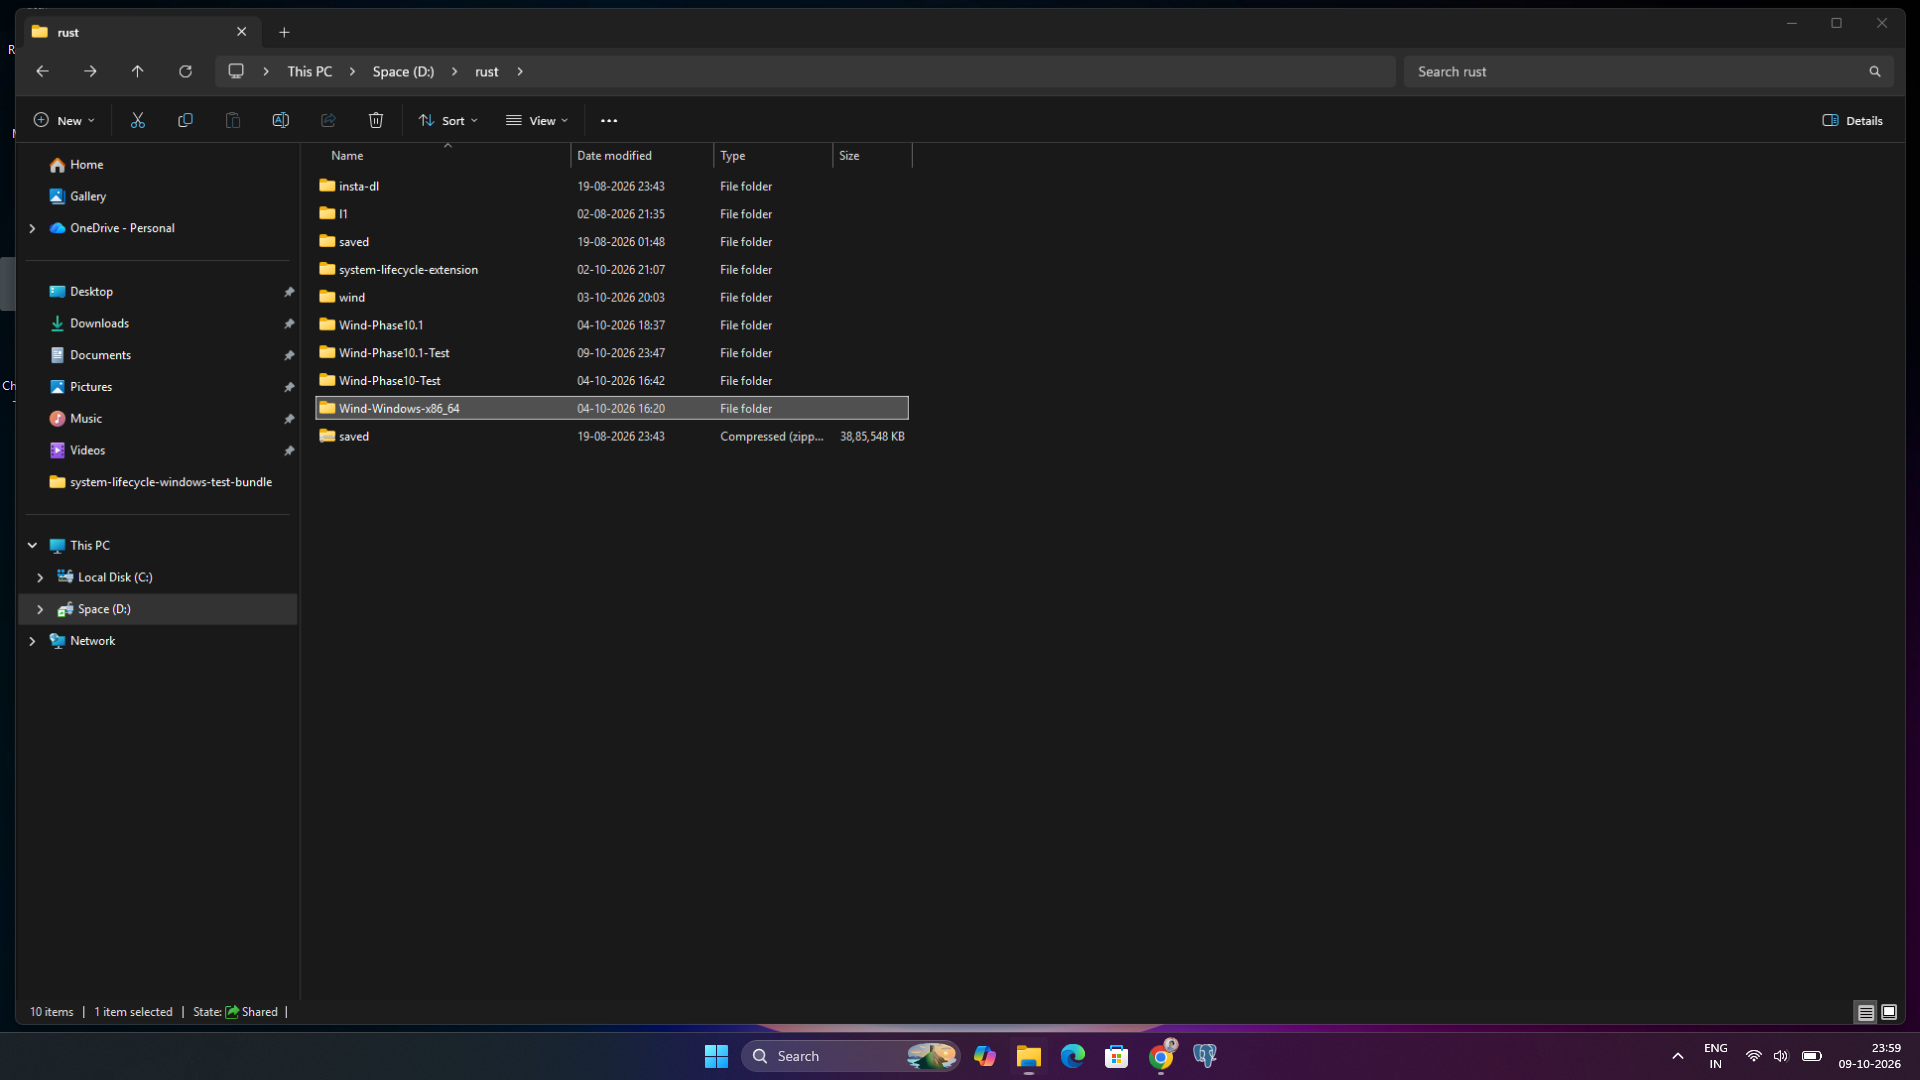 rust
This PC
Space (D:)
rust
Search rust
New
Sort
View
Details
Home
Gallery
OneDrive - Personal
Desktop
Downloads
Documents
Pictures
Music
Videos
system-lifecycle-windows-test-bundle
This PC
Local Disk (C:)
Space (D:)
Network
Name Date modified Type Size
insta-dl 19-08-2026 23:43 File folder
l1 02-08-2026 21:35 File folder
saved 19-08-2026 01:48 File folder
system-lifecycle-extension 02-10-2026 21:07 File folder
wind 03-10-2026 20:03 File folder
Wind-Phase10.1 04-10-2026 18:37 File folder
Wind-Phase10.1-Test 09-10-2026 23:47 File folder
Wind-Phase10-Test 04-10-2026 16:42 File folder
Wind-Windows-x86_64 04-10-2026 16:20 File folder
saved 19-08-2026 23:43 Compressed (zipp... 38,85,548 KB
10 items | 1 item selected | State: Shared |
Search
ENG
IN
23:59
09-10-2026